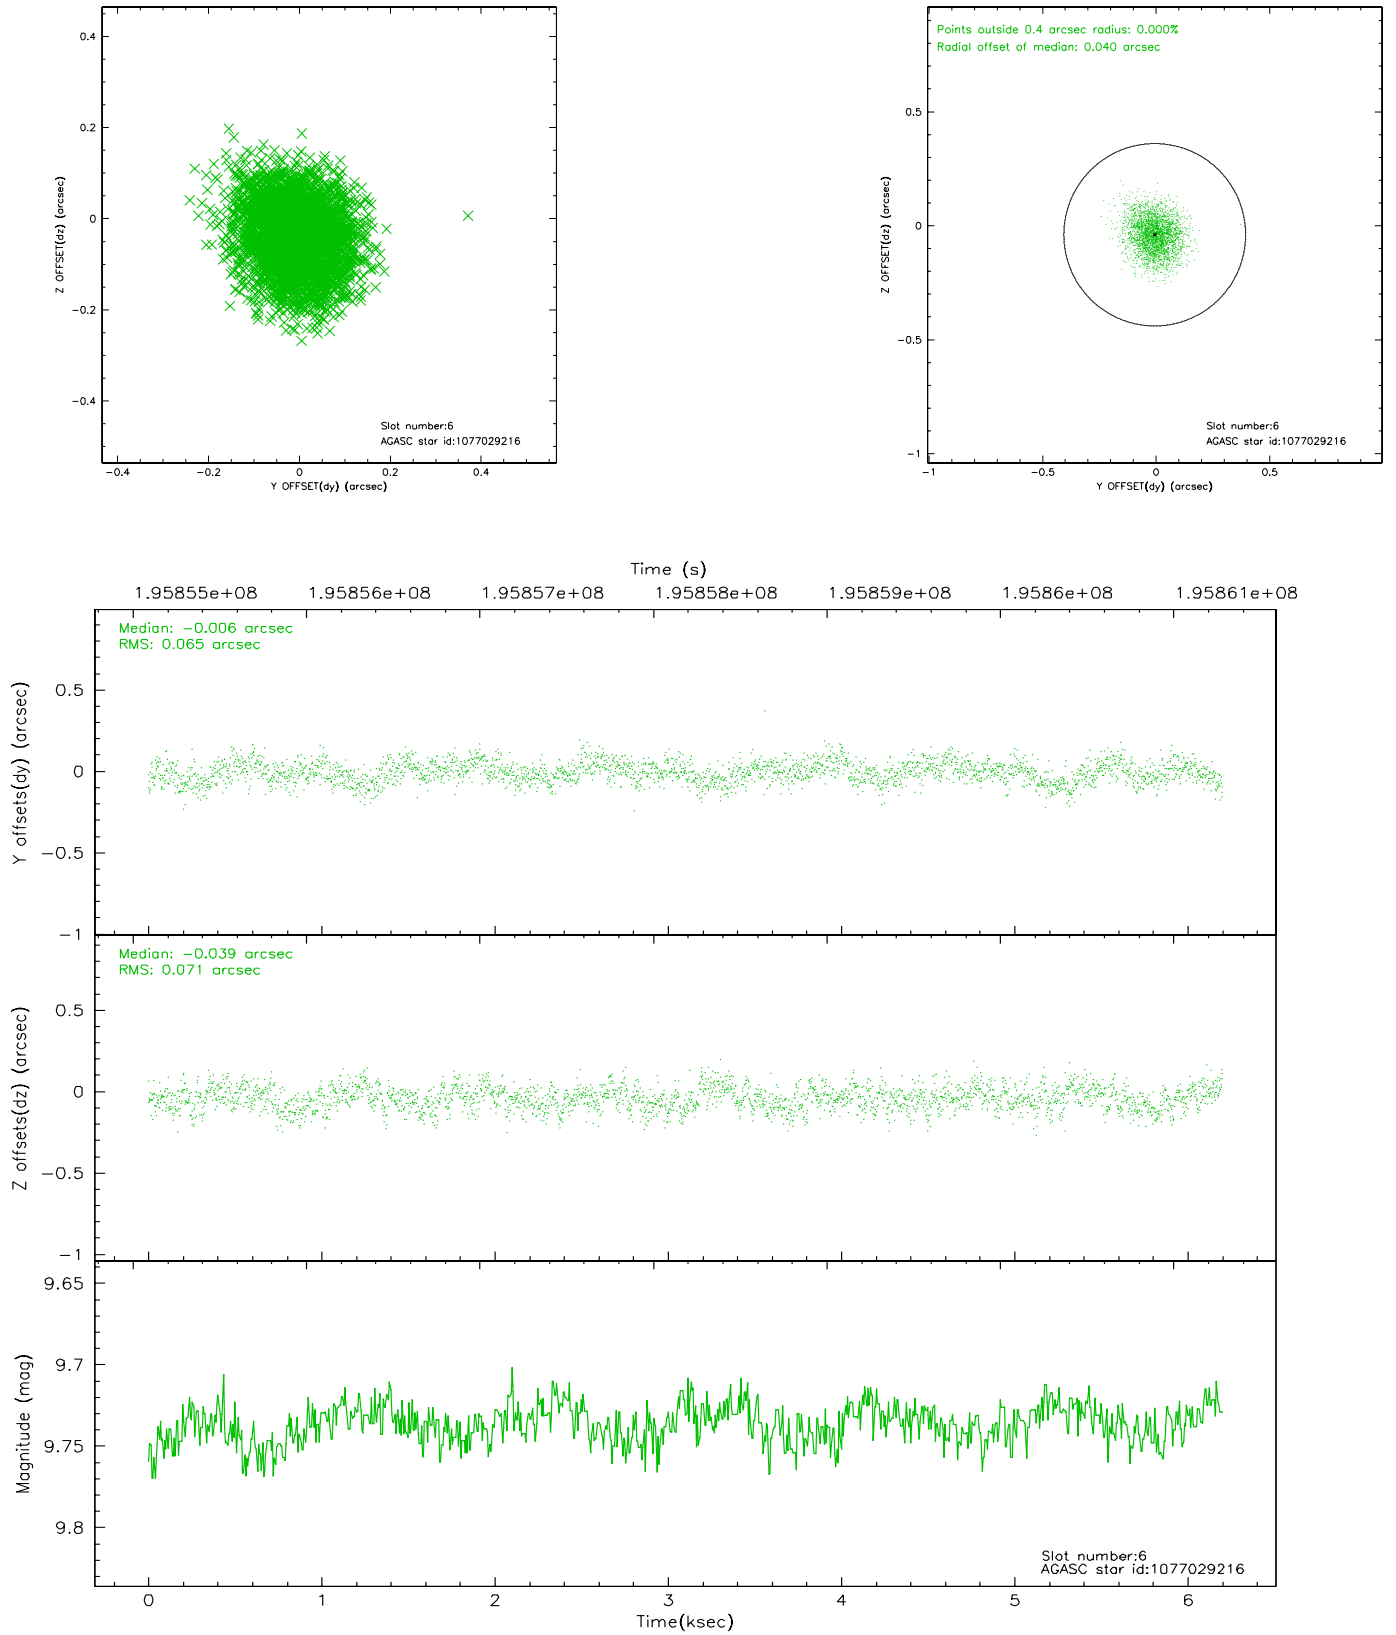 0.4
0.2
0
-0.2
-0.4
Z OFFSET(dz) (arcsec)
-0.4 -0.2 0 0.2 0.4
Y OFFSET(dy) (arcsec)
Slot number:6
AGASC star id:1077029216
Points outside 0.4 arcsec radius: 0.000%
Radial offset of median: 0.040 arcsec
0.5
0
-0.5
-1
Z OFFSET(dz) (arcsec)
-1 -0.5 0 0.5
Y OFFSET(dy) (arcsec)
Slot number:6
AGASC star id:1077029216
Time (s)
1.95855e+08 1.95856e+08 1.95857e+08 1.95858e+08 1.95859e+08 1.9586e+08 1.95861e+08
Median: -0.006 arcsec
RMS: 0.065 arcsec
0.5
0
-0.5
-1
Y offsets(dy) (arcsec)
Median: -0.039 arcsec
RMS: 0.071 arcsec
0.5
0
-0.5
-1
Z offsets(dz) (arcsec)
9.65
9.7
9.75
9.8
Magnitude (mag)
Slot number:6
AGASC star id:1077029216
0 1 2 3 4 5 6
Time(ksec)